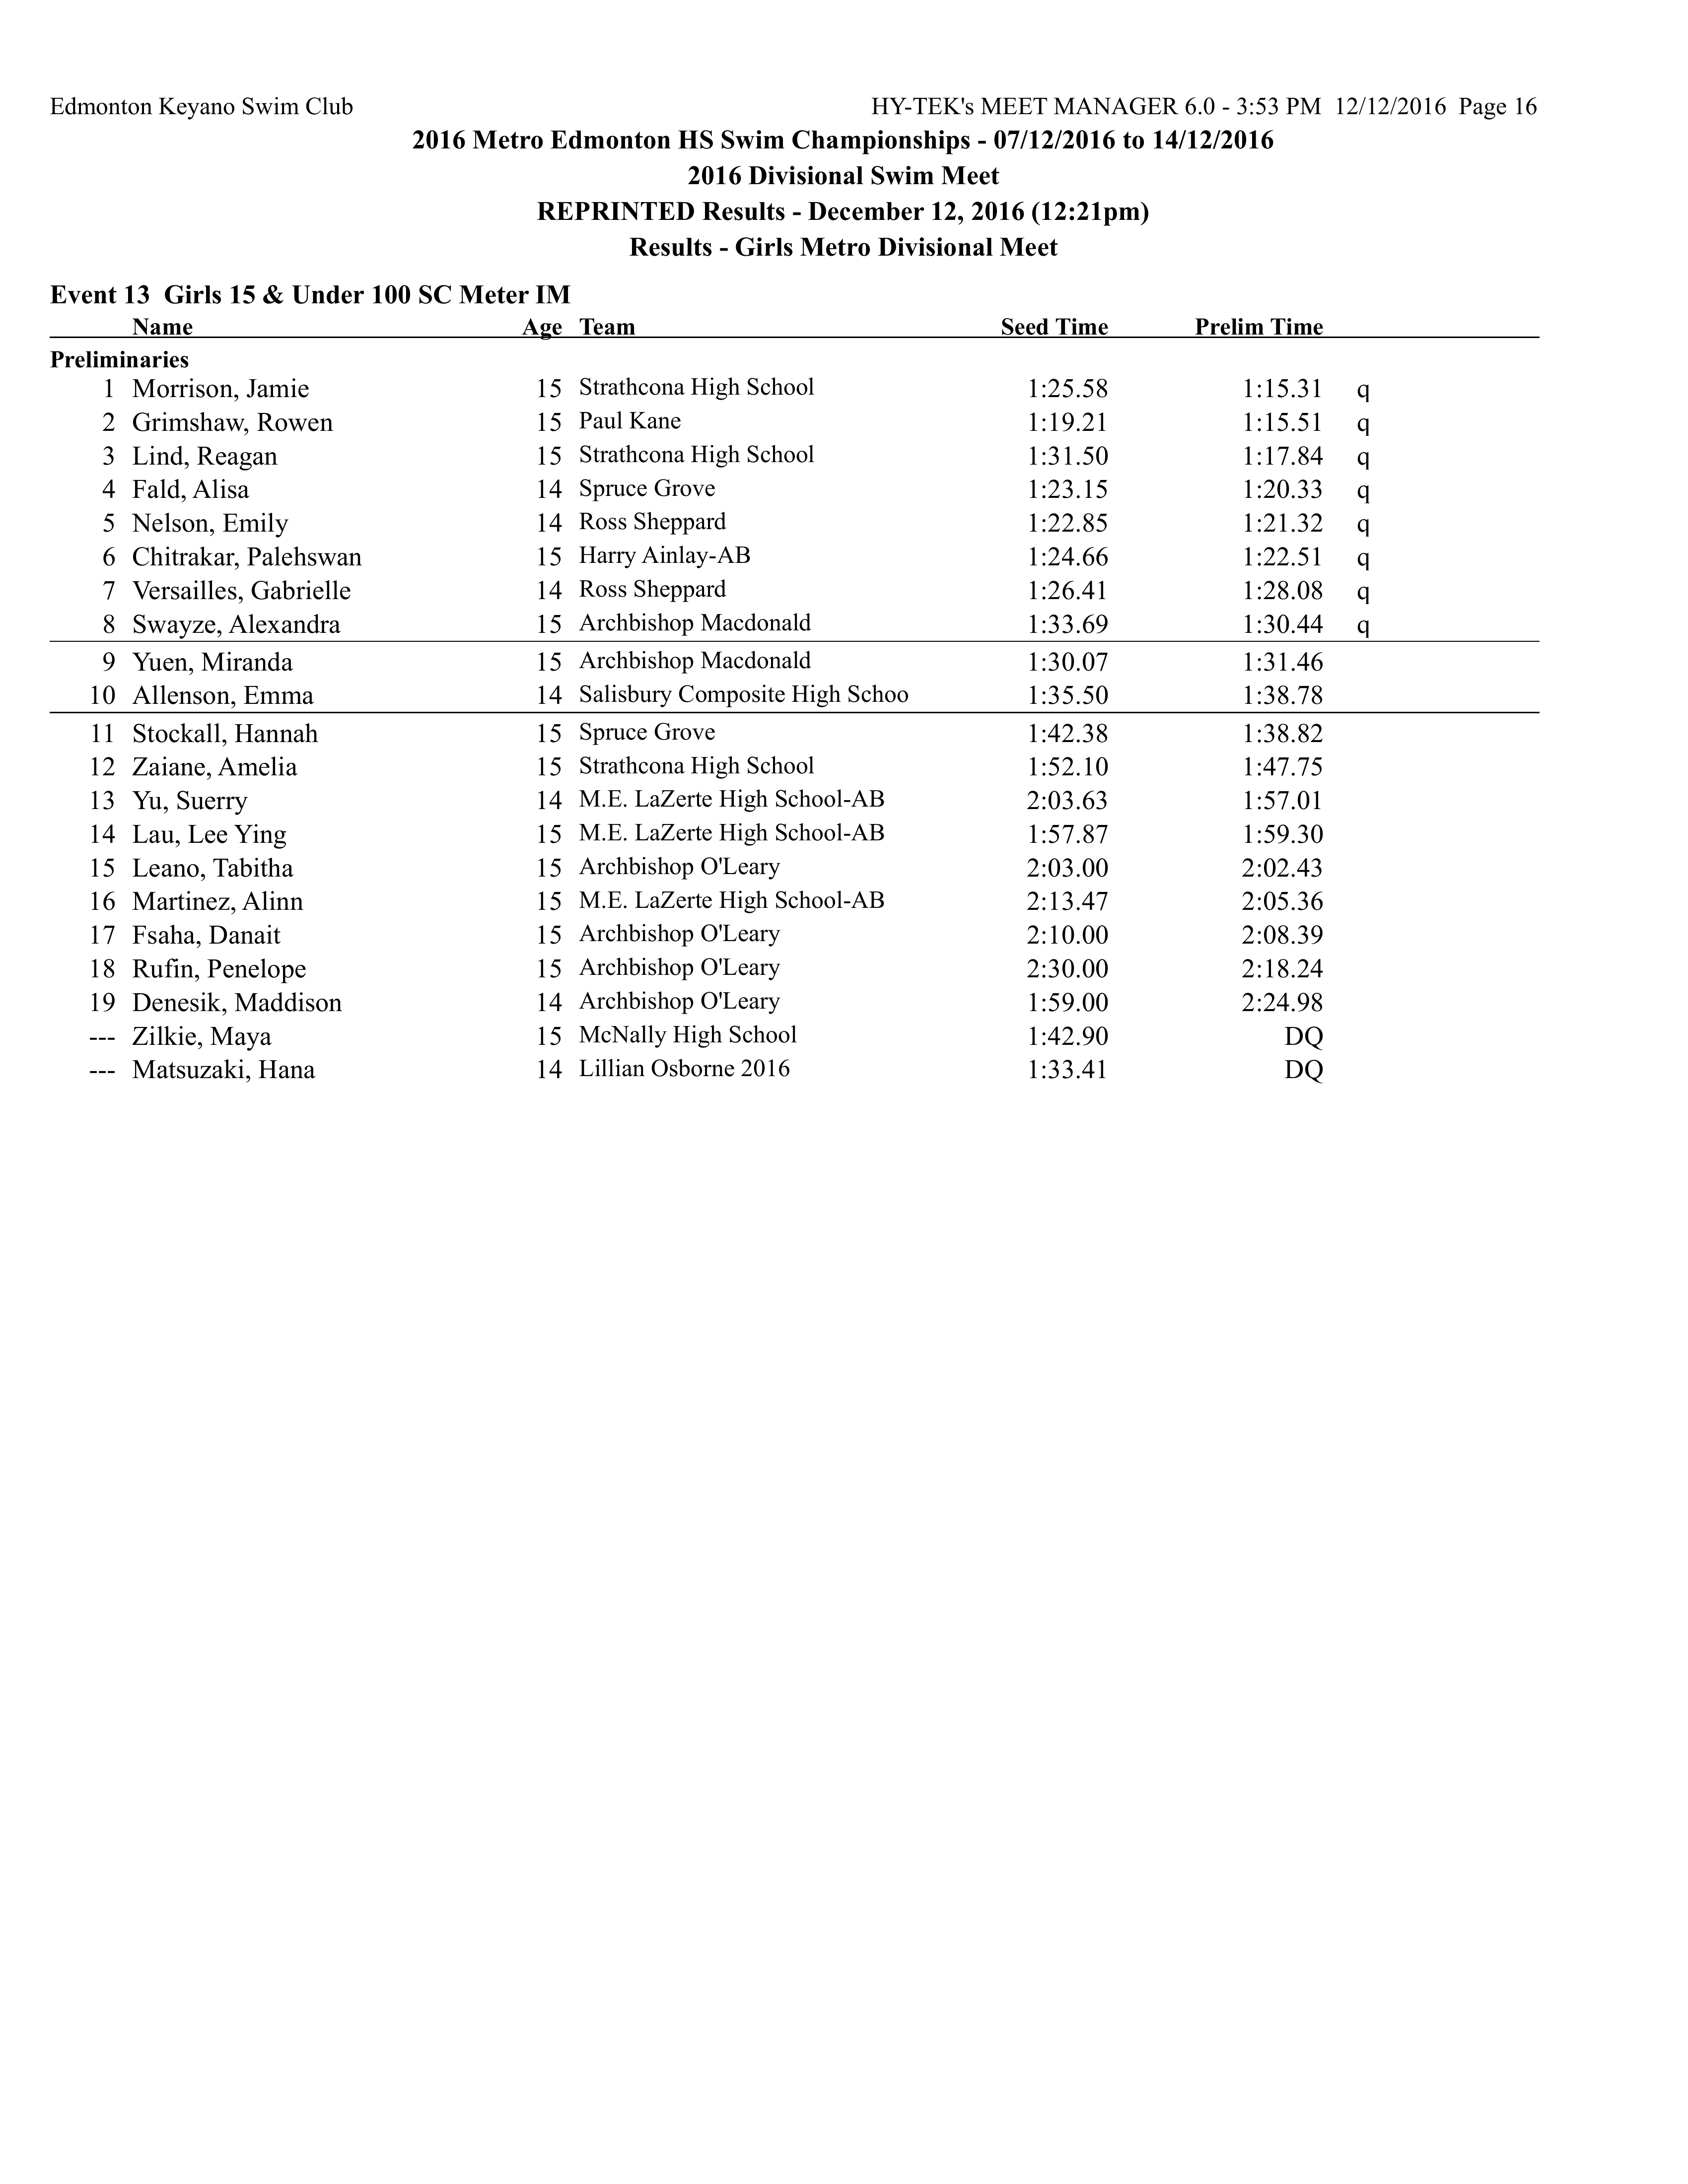 Edmonton Keyano Swim Club HY-TEK's MEET MANAGER 6.0 - 3:53 PM 12/12/2016 Page 16
2016 Metro Edmonton HS Swim Championships - 07/12/2016 to 14/12/2016
2016 Divisional Swim Meet
REPRINTED Results - December 12, 2016 (12:21pm)
Results - Girls Metro Divisional Meet
Event 13 Girls 15 & Under 100 SC Meter IM
Name Age Team Seed Time Prelim Time
Preliminaries
1 Morrison, Jamie 15 Strathcona High School 1:25.58 1:15.31 q
2 Grimshaw, Rowen 15 Paul Kane 1:19.21 1:15.51 q
3 Lind, Reagan 15 Strathcona High School 1:31.50 1:17.84 q
4 Fald, Alisa 14 Spruce Grove 1:23.15 1:20.33 q
5 Nelson, Emily 14 Ross Sheppard 1:22.85 1:21.32 q
6 Chitrakar, Palehswan 15 Harry Ainlay-AB 1:24.66 1:22.51 q
7 Versailles, Gabrielle 14 Ross Sheppard 1:26.41 1:28.08 q
8 Swayze, Alexandra 15 Archbishop Macdonald 1:33.69 1:30.44 q
9 Yuen, Miranda 15 Archbishop Macdonald 1:30.07 1:31.46
10 Allenson, Emma 14 Salisbury Composite High Schoo 1:35.50 1:38.78
11 Stockall, Hannah 15 Spruce Grove 1:42.38 1:38.82
12 Zaiane, Amelia 15 Strathcona High School 1:52.10 1:47.75
13 Yu, Suerry 14 M.E. LaZerte High School-AB 2:03.63 1:57.01
14 Lau, Lee Ying 15 M.E. LaZerte High School-AB 1:57.87 1:59.30
15 Leano, Tabitha 15 Archbishop O'Leary 2:03.00 2:02.43
16 Martinez, Alinn 15 M.E. LaZerte High School-AB 2:13.47 2:05.36
17 Fsaha, Danait 15 Archbishop O'Leary 2:10.00 2:08.39
18 Rufin, Penelope 15 Archbishop O'Leary 2:30.00 2:18.24
19 Denesik, Maddison 14 Archbishop O'Leary 1:59.00 2:24.98
--- Zilkie, Maya 15 McNally High School 1:42.90 DQ
--- Matsuzaki, Hana 14 Lillian Osborne 2016 1:33.41 DQ